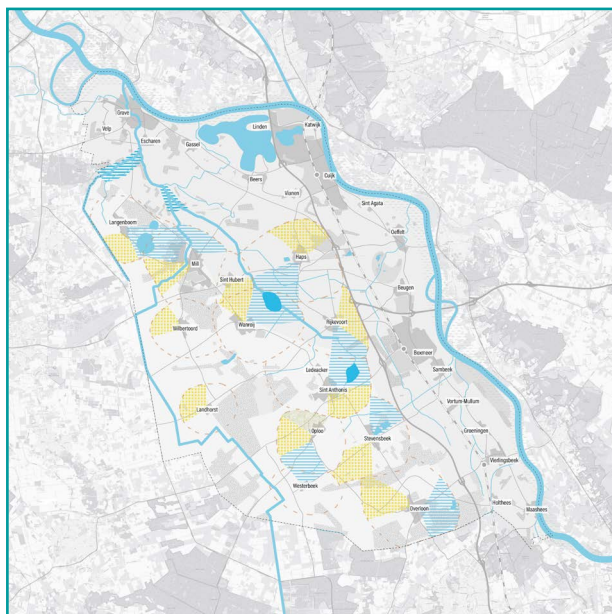 Grave
Velp
Escharen
Gassel
Linden
Katwijk
Cuijk
Beers
Vianen
Sint Agata
Oeffelt
Langenboom
Mill
Haps
Beugen
Sint Hubert
Wilbertoord
Wanroij
Rijkevoort
Boxmeer
Sambeek
Ledeacker
Sint Anthonis
Landhorst
Vortum-Mullum
Oploo
Stevensbeek
Groeningen
Vierlingsbeek
Westerbeek
Overloon
Holthees
Maashees